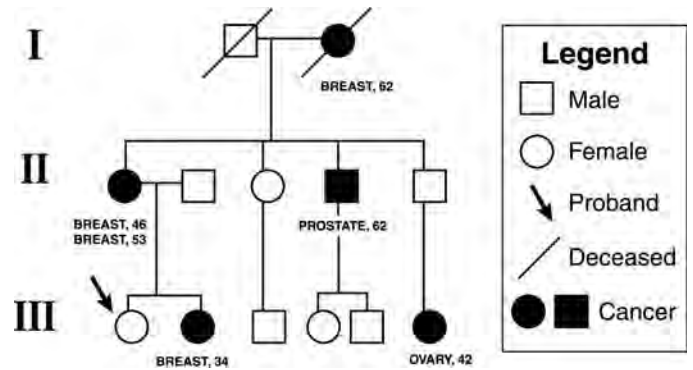 I
BREAST, 62
II
BREAST, 46
BREAST, 53
PROSTATE, 62
III
BREAST, 34
OVARY, 42
Legend
Male
Female
Proband
Deceased
Cancer